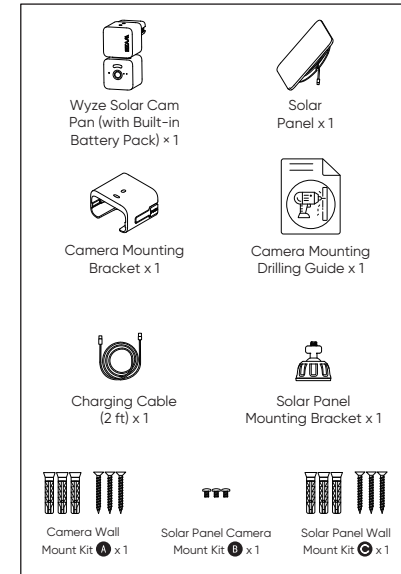 Wyze Solar Cam
Pan (with Built-in
Battery Pack) × 1
Solar
Panel x 1
Camera Mounting
Bracket x 1
Camera Mounting
Drilling Guide x 1
Charging Cable
(2 ft) x 1
Solar Panel
Mounting Bracket x 1
Camera Wall
Mount Kit A x 1
Solar Panel Camera
Mount Kit B x 1
Solar Panel Wall
Mount Kit C x 1